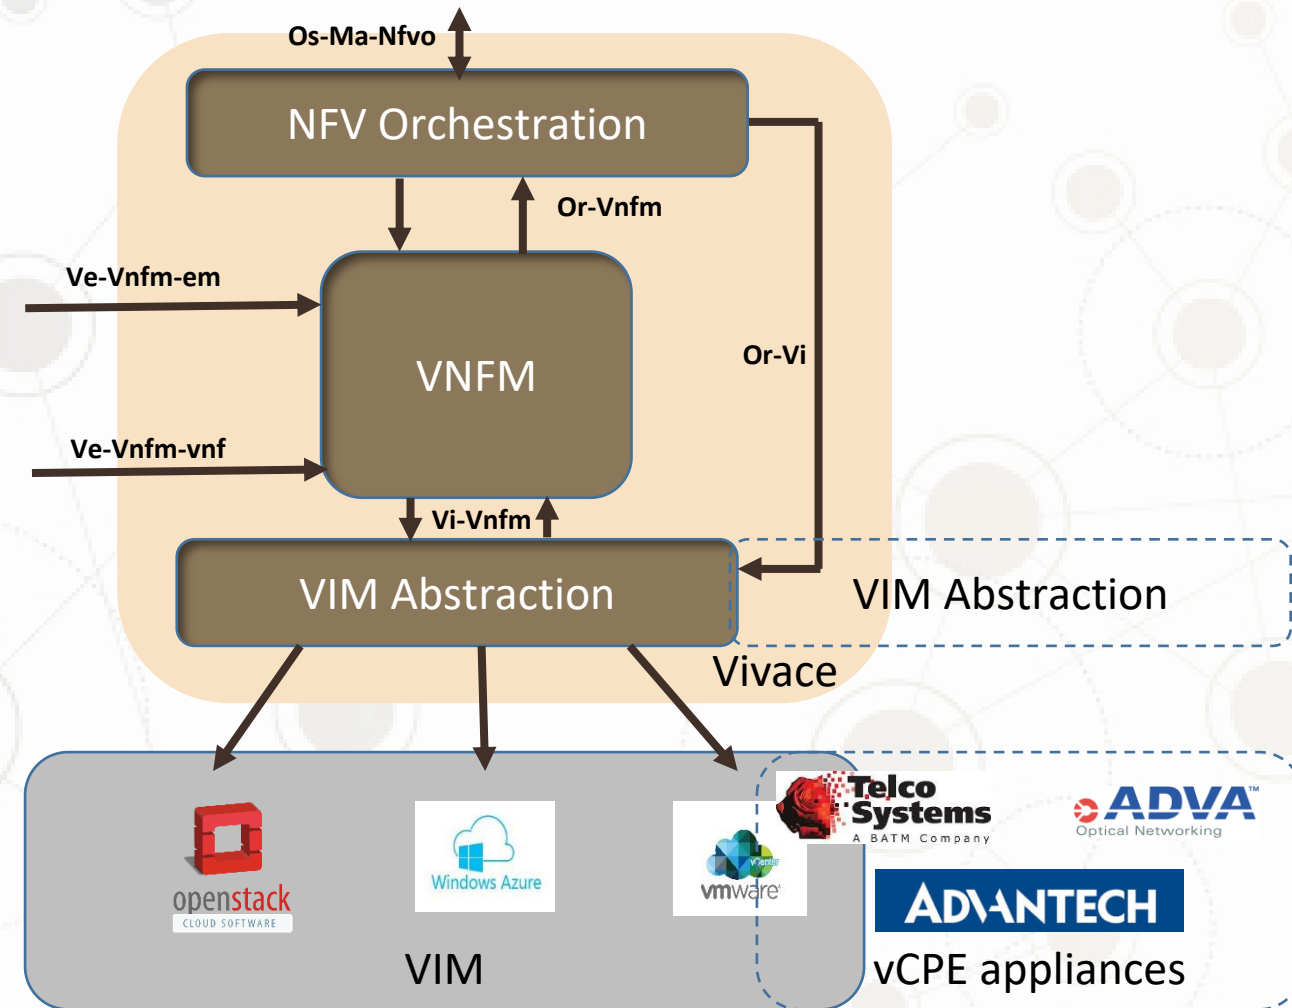 Os-Ma-Nfvo
NFV Orchestration
Or-Vnfm
Ve-Vnfm-em
VNFM
Or-Vi
Ve-Vnfm-vnf
Vi-Vnfm
VIM Abstraction
VIM Abstraction
Vivace
Telco
Systems
A BATM Company
ADVA™
Optical Networking
openstack
CLOUD SOFTWARE
Windows Azure
vCenter
vmware
ADVANTECH
VIM
vCPE appliances